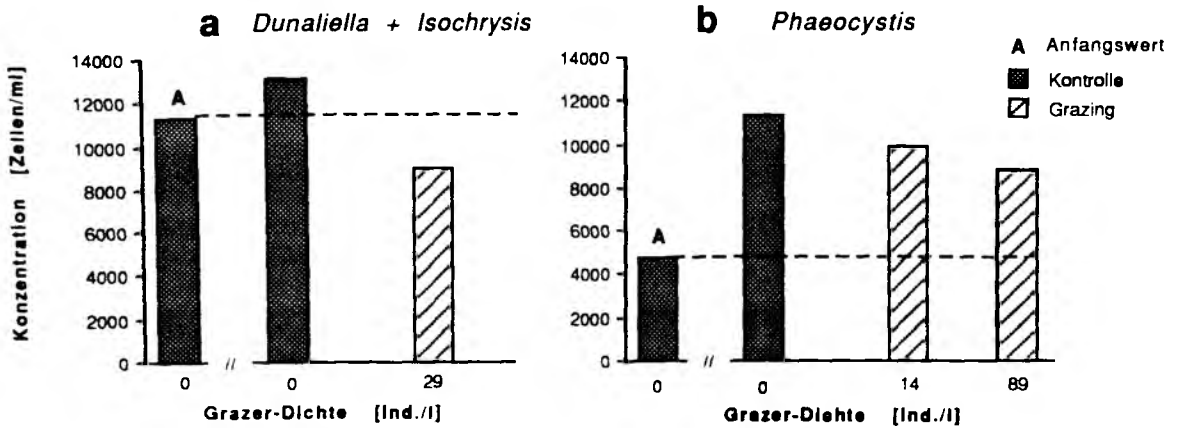 a Dunaliella + Isochrysis
Konzentration [Zellen/ml]
14000
12000
10000
8000
6000
4000
2000
0
A
0 // 0 29
Grazer-Dichte [Ind./l]
b Phaeocystis
14000
12000
10000
8000
6000
4000
2000
0
A
0 // 0 14 89
Grazer-Diehte [Ind./l]
A Anfangswert
Kontrolle
Grazing